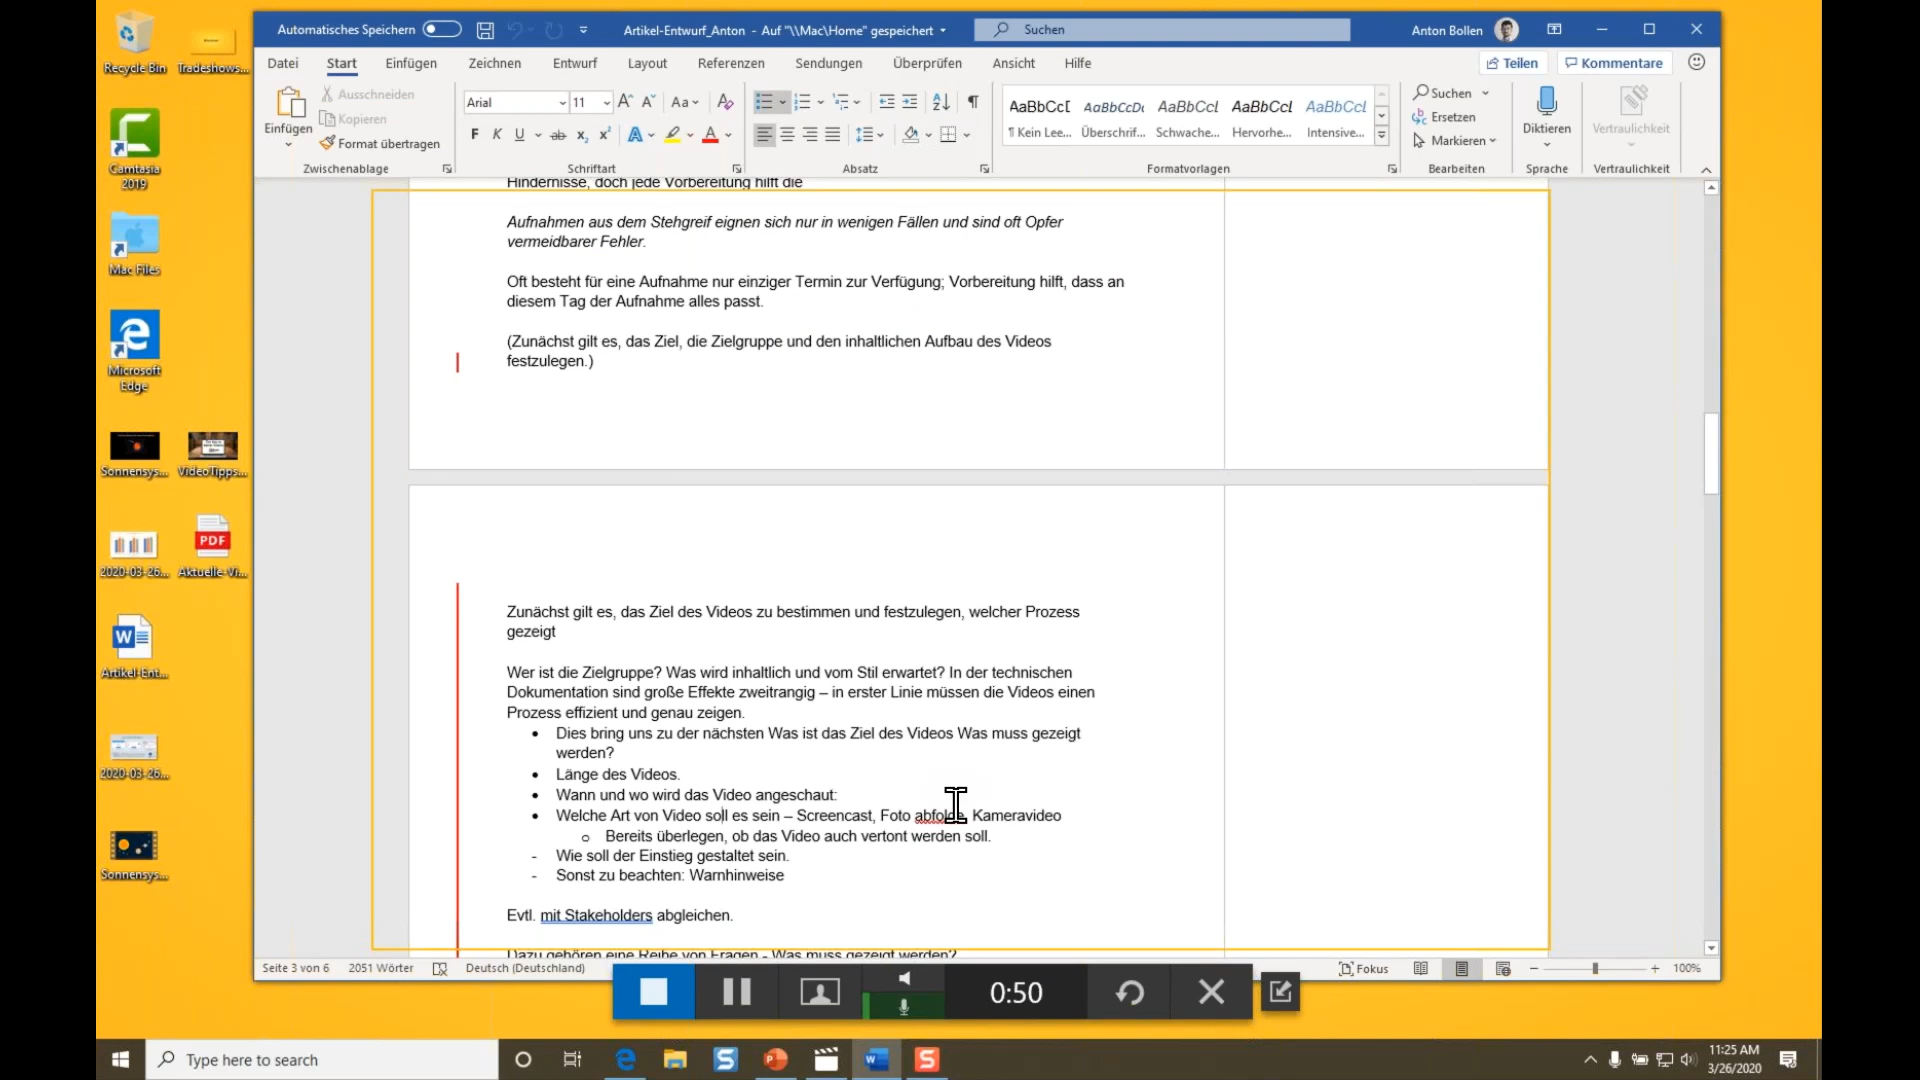 Automatisches Speichern
Artikel-Entwurf_Anton - Auf "\\Mac\Home" gespeichert
Suchen
Anton Bollen
Datei Start Einfügen Zeichnen Entwurf Layout Referenzen Sendungen Überprüfen Ansicht Hilfe
Teilen
Kommentare
Einfügen
Ausschneiden
Kopieren
Format übertragen
Zwischenablage
Arial 11
Aa
F K U ab x₂ x²
Schriftart
Absatz
AaBbCcD AaBbCcDc AaBbCcL AaBbCcL AaBbCcL
¶ Kein Lee... Überschrif... Schwache... Hervorhe... Intensive...
Formatvorlagen
Suchen
Ersetzen
Markieren
Bearbeiten
Diktieren
Sprache
Vertraulichkeit
Vertraulichkeit
Recycle Bin
Tradeshows...
Camtasia 2019
Mac Files
Microsoft Edge
Sonnensys...
VideoTipps...
2020-03-26...
PDF
Aktuelle-Vi...
Artikel-Ent...
2020-03-26...
Sonnensys...
Hindernisse, doch jede Vorbereitung hilft die
Aufnahmen aus dem Stehgreif eignen sich nur in wenigen Fällen und sind oft Opfer
vermeidbarer Fehler.
Oft besteht für eine Aufnahme nur einziger Termin zur Verfügung; Vorbereitung hilft, dass an
diesem Tag der Aufnahme alles passt.
(Zunächst gilt es, das Ziel, die Zielgruppe und den inhaltlichen Aufbau des Videos
festzulegen.)
Zunächst gilt es, das Ziel des Videos zu bestimmen und festzulegen, welcher Prozess
gezeigt
Wer ist die Zielgruppe? Was wird inhaltlich und vom Stil erwartet? In der technischen
Dokumentation sind große Effekte zweitrangig – in erster Linie müssen die Videos einen
Prozess effizient und genau zeigen.
• Dies bring uns zu der nächsten Was ist das Ziel des Videos Was muss gezeigt
werden?
• Länge des Videos.
• Wann und wo wird das Video angeschaut:
• Welche Art von Video soll es sein – Screencast, Foto abfolge, Kameravideo
o Bereits überlegen, ob das Video auch vertont werden soll.
- Wie soll der Einstieg gestaltet sein.
- Sonst zu beachten: Warnhinweise
Evtl. mit Stakeholders abgleichen.
Dazu gehören eine Reihe von Fragen - Was muss gezeigt werden?
Seite 3 von 6 2051 Wörter Deutsch (Deutschland)
Fokus
100%
0:50
Type here to search
11:25 AM
3/26/2020